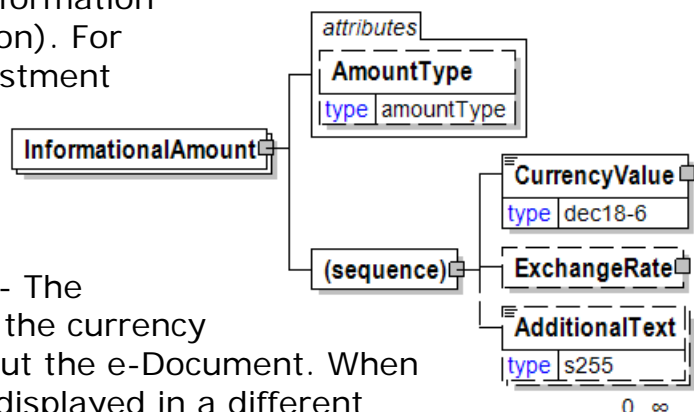 formation
attributes
on). For
AmountType
stment
type amountType
InformationalAmount
CurrencyValue
type dec18-6
(sequence)
ExchangeRate
- The
the currency
AdditionalText
ut the e-Document. When
type s255
displayed in a different
0 ∞